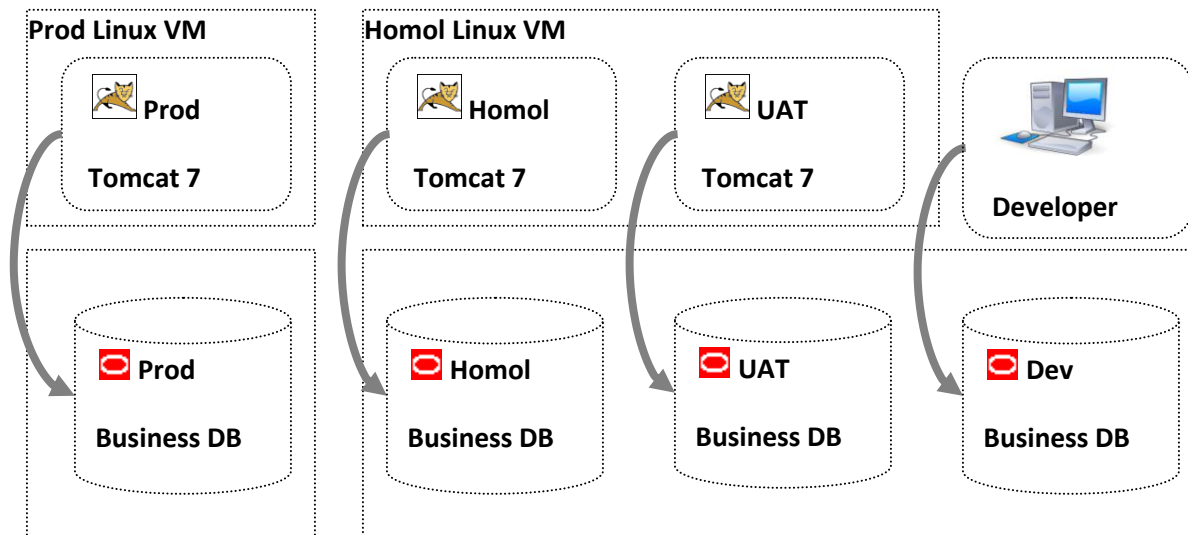 Prod Linux VM
Homol Linux VM
Prod
Tomcat 7
Homol
Tomcat 7
UAT
Tomcat 7
Developer
Prod
Business DB
Homol
Business DB
UAT
Business DB
Dev
Business DB